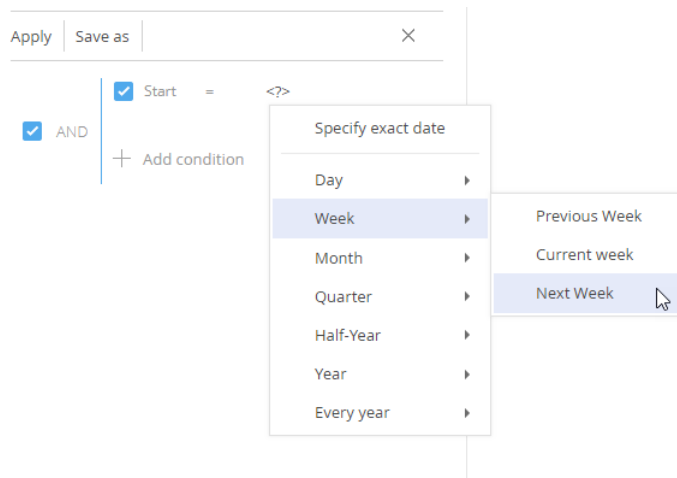 Apply Save as
Start = <?>
AND
Add condition
Specify exact date
Day
Week
Month
Quarter
Half-Year
Year
Every year
Previous Week
Current week
Next Week